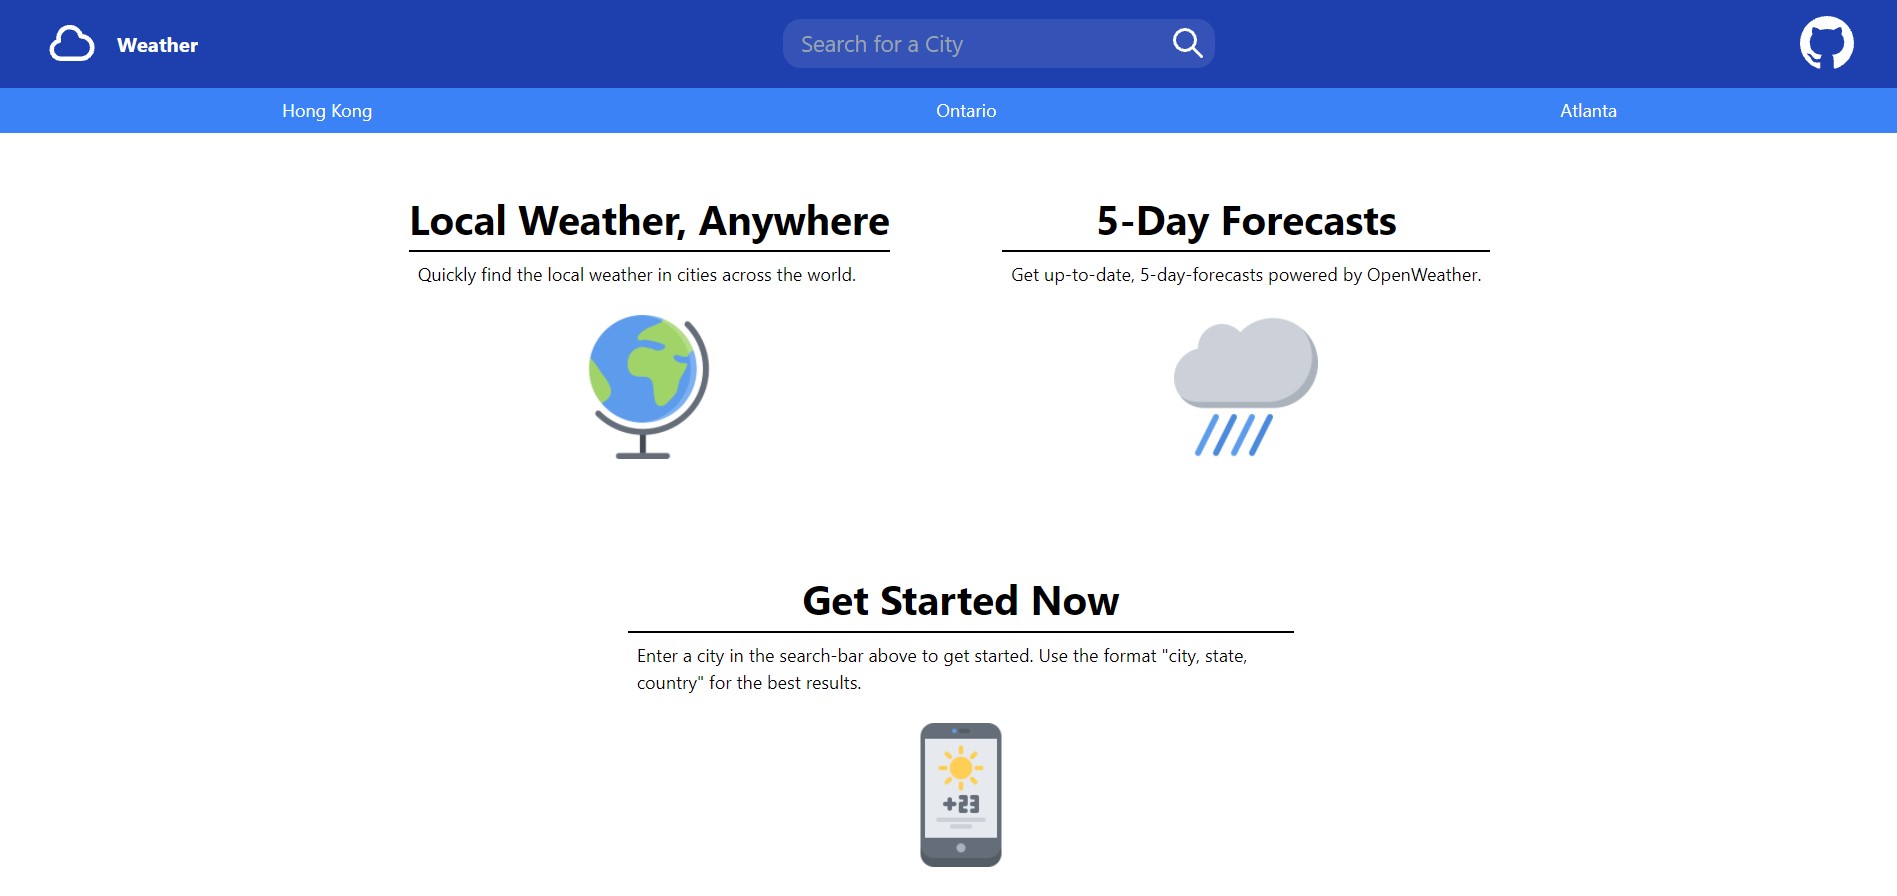 Weather
Search for a City
Hong Kong
Ontario
Atlanta
Local Weather, Anywhere
Quickly find the local weather in cities across the world.
5-Day Forecasts
Get up-to-date, 5-day-forecasts powered by OpenWeather.
Get Started Now
Enter a city in the search-bar above to get started. Use the format "city, state,
country" for the best results.
+23